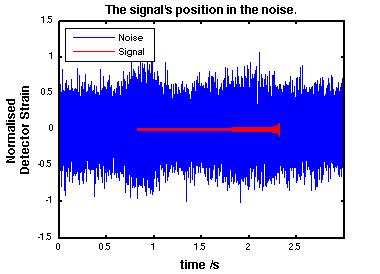 The signal's position in the noise.
Noise
Signal
1.5
1
0.5
0
-0.5
-1
-1.5
Normalised
Detector Strain
0 0.5 1 1.5 2 2.5
time /s